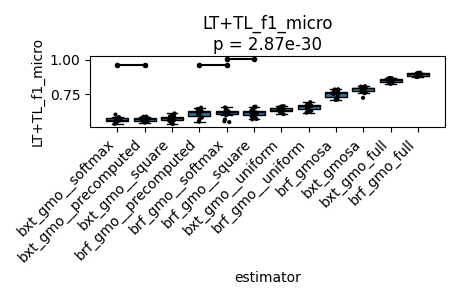 LT+TL_f1_micro
p = 2.87e-30
LT+TL_f1_micro
1.00
0.75
bxt_gmo__softmax
bxt_gmo__precomputed
bxt_gmo__square
brf_gmo__precomputed
brf_gmo__softmax
brf_gmo__square
bxt_gmo__uniform
brf_gmo__uniform
brf_gmosa
bxt_gmosa
bxt_gmo_full
brf_gmo_full
estimator